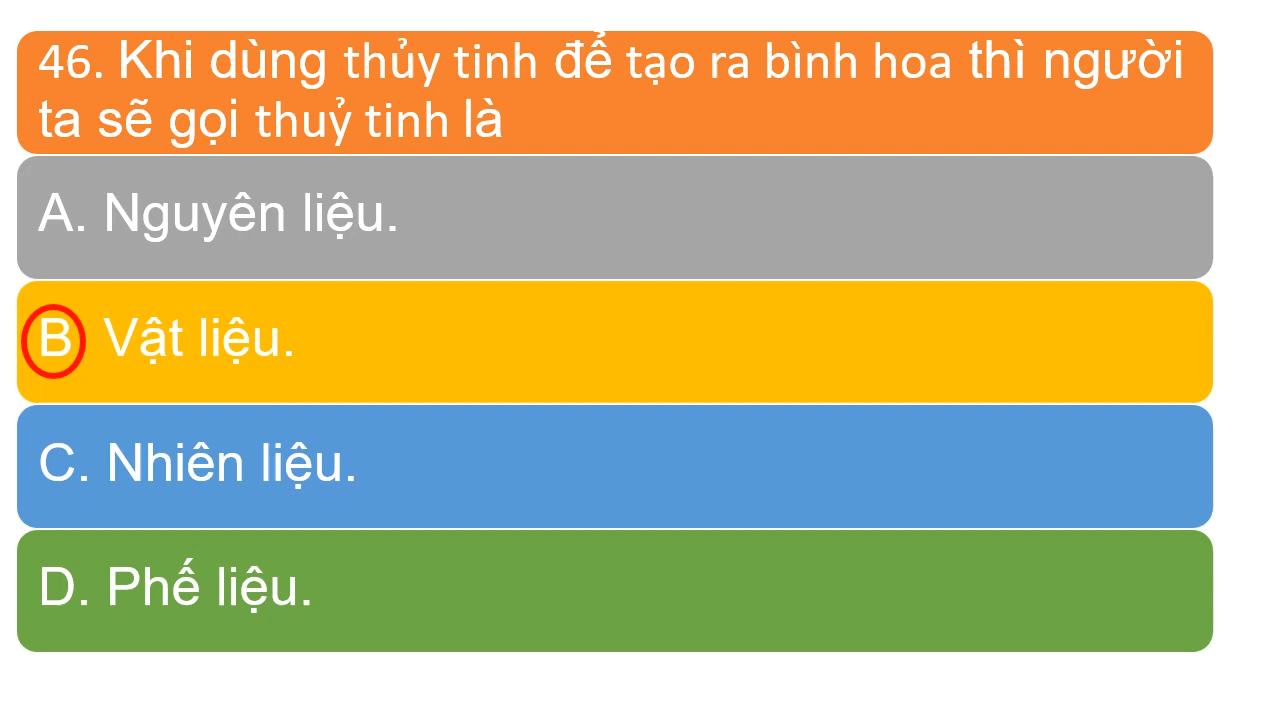 46. Khi dùng thủy tinh để tạo ra bình hoa thì người
ta sẽ gọi thuỷ tinh là
A. Nguyên liệu.
B Vật liệu.
C. Nhiên liệu.
D. Phế liệu.